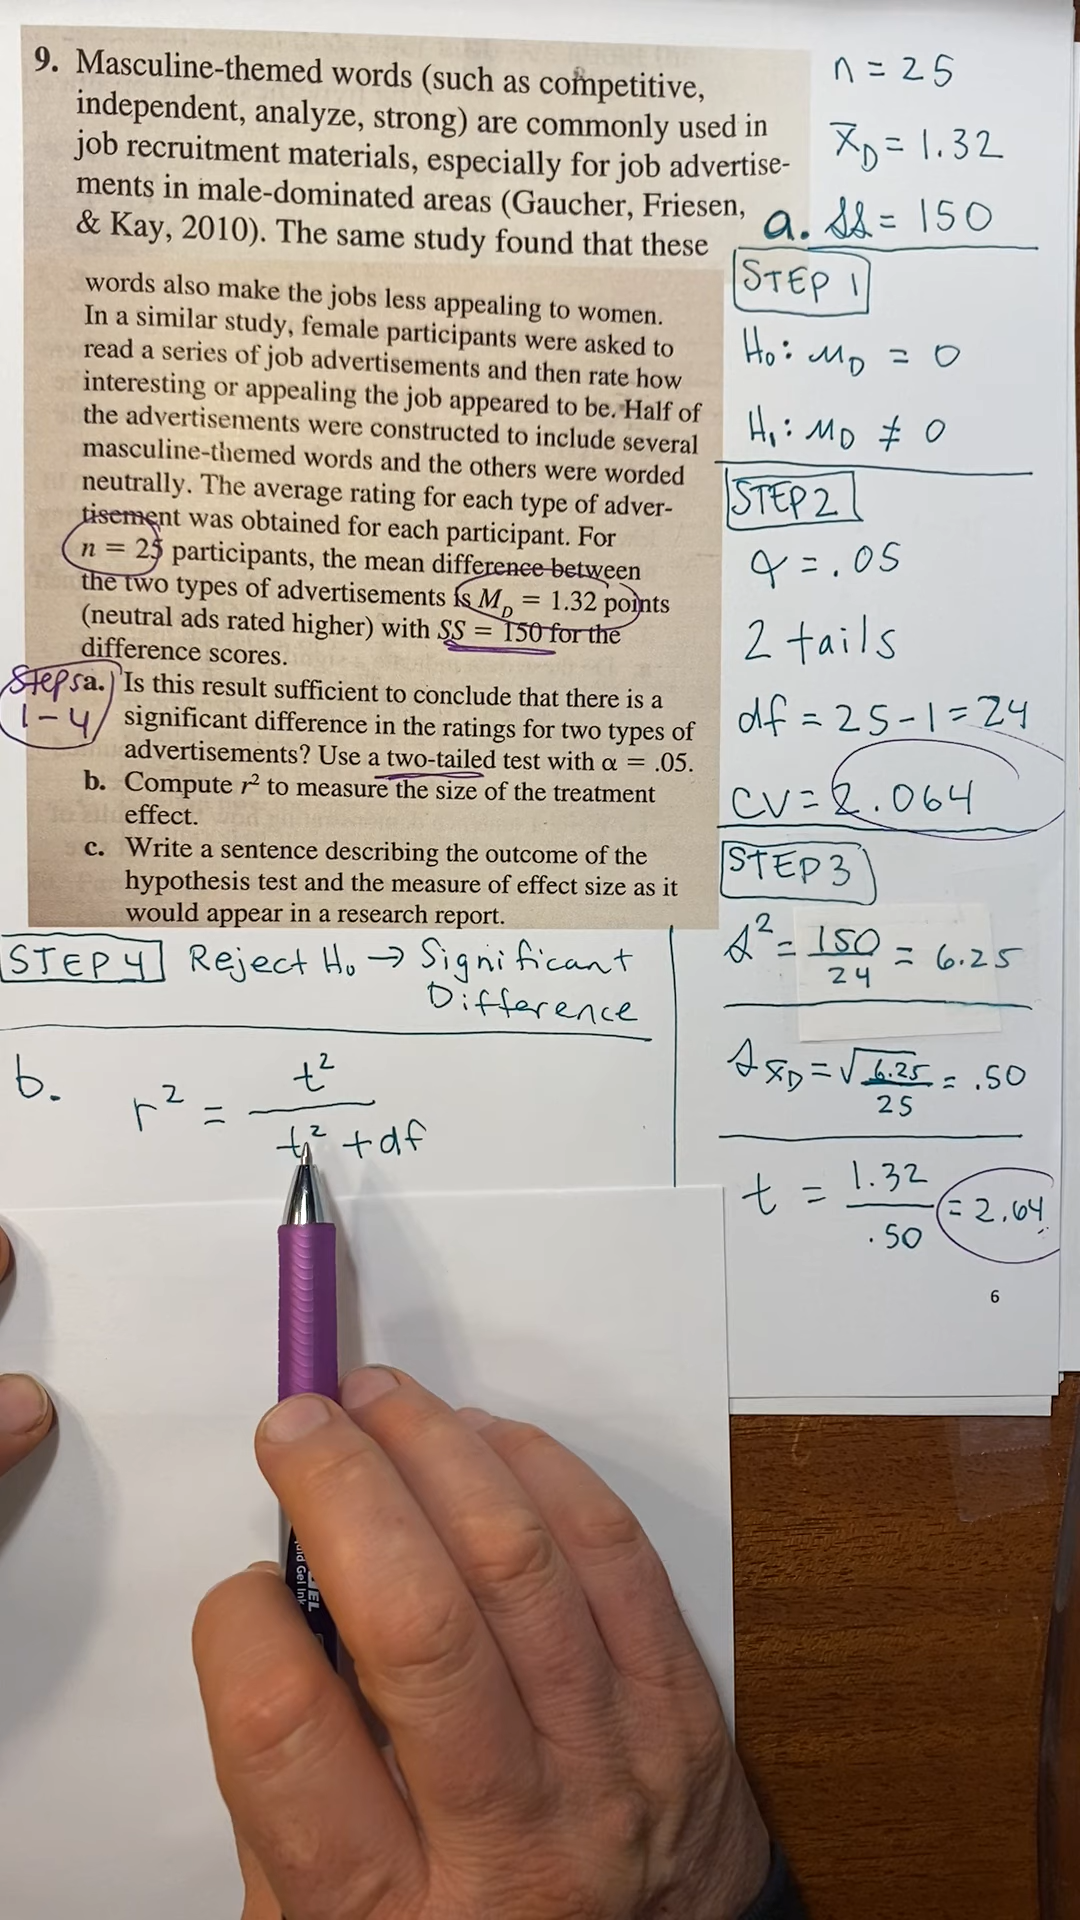 9. Masculine-themed words (such as competitive,
independent, analyze, strong) are commonly used in
job recruitment materials, especially for job advertise-
ments in male-dominated areas (Gaucher, Friesen,
& Kay, 2010). The same study found that these
words also make the jobs less appealing to women.
In a similar study, female participants were asked to
read a series of job advertisements and then rate how
interesting or appealing the job appeared to be. Half of
the advertisements were constructed to include several
masculine-themed words and the others were worded
neutrally. The average rating for each type of adver-
tisement was obtained for each participant. For
n = 25 participants, the mean difference between
the two types of advertisements is M_D = 1.32 points
(neutral ads rated higher) with SS = 150 for the
difference scores.
Steps 1-4
a. Is this result sufficient to conclude that there is a
significant difference in the ratings for two types of
advertisements? Use a two-tailed test with α = .05.
b. Compute r² to measure the size of the treatment
effect.
c. Write a sentence describing the outcome of the
hypothesis test and the measure of effect size as it
would appear in a research report.
n = 25
x̄_D = 1.32
a. SS = 150
STEP 1
H₀: μ_D = 0
H₁: μ_D ≠ 0
STEP 2
α = .05
2 tails
df = 25-1 = 24
CV = 2.064
STEP 3
s² = 150/24 = 6.25
s_x̄_D = √6.25/25 = .50
t = 1.32/.50 = 2.64
6
STEP 4 Reject H₀ → Significant
Difference
b. r² = t²/t² + df